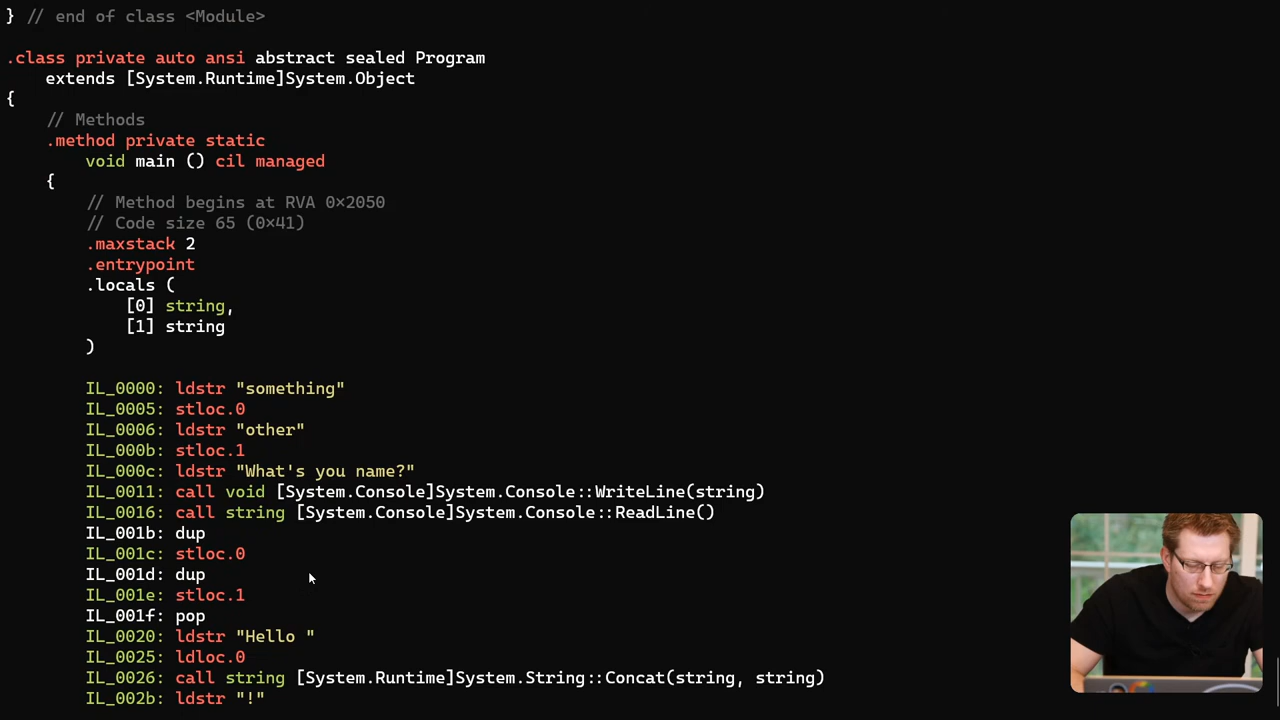 } // end of class <Module>
.class private auto ansi abstract sealed Program
extends [System.Runtime]System.Object
{
// Methods
.method private static
void main () cil managed
{
// Method begins at RVA 0×2050
// Code size 65 (0×41)
.maxstack 2
.entrypoint
.locals (
[0] string,
[1] string
)
IL_0000: ldstr "something"
IL_0005: stloc.0
IL_0006: ldstr "other"
IL_000b: stloc.1
IL_000c: ldstr "What's you name?"
IL_0011: call void [System.Console]System.Console::WriteLine(string)
IL_0016: call string [System.Console]System.Console::ReadLine()
IL_001b: dup
IL_001c: stloc.0
IL_001d: dup
IL_001e: stloc.1
IL_001f: pop
IL_0020: ldstr "Hello "
IL_0025: ldloc.0
IL_0026: call string [System.Runtime]System.String::Concat(string, string)
IL_002b: ldstr "!"